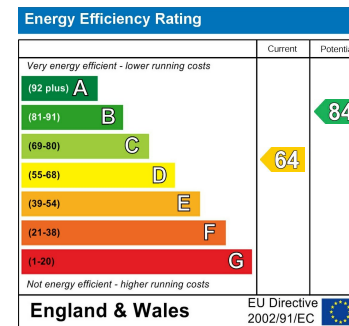 Energy Efficiency Rating
Current Potentia
Very energy efficient - lower running costs
(92 plus) A
(81-91) B
84
(69-80) C
64
(55-68) D
(39-54) E
(21-38) F
(1-20) G
Not energy efficient - higher running costs
England & Wales
EU Directive
2002/91/EC